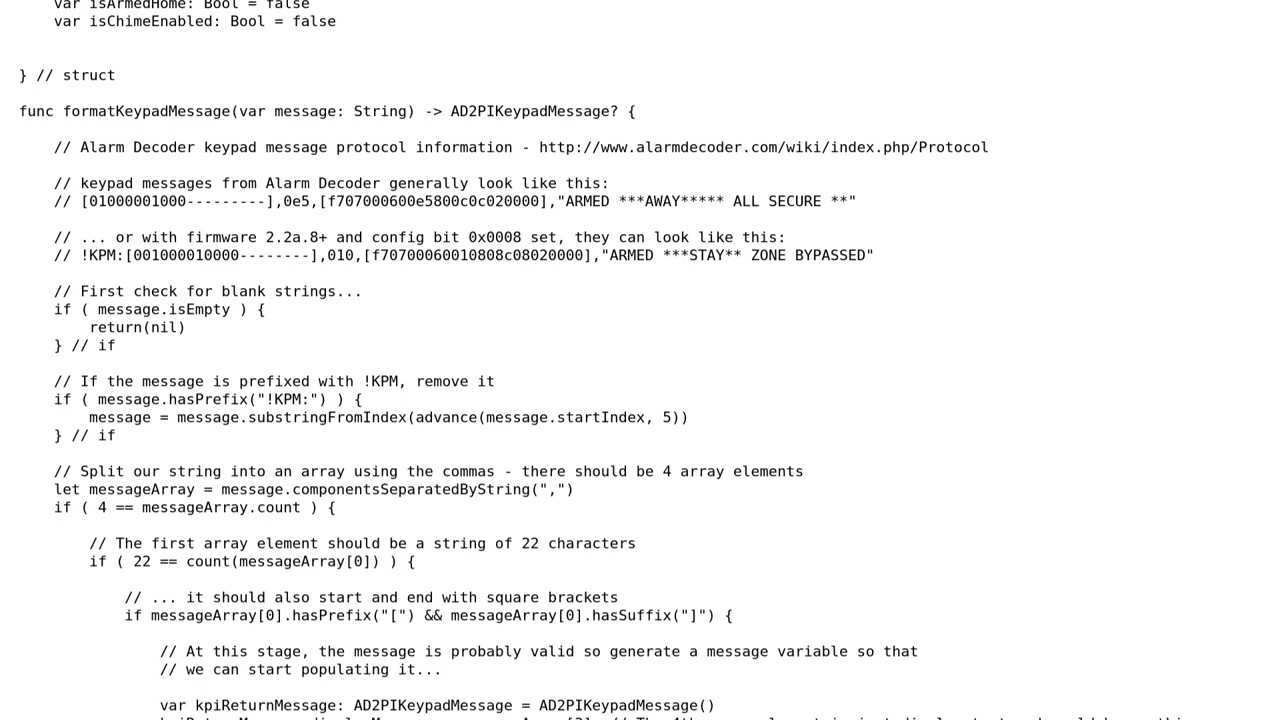 var isArmedHome: Bool = false
var isChimeEnabled: Bool = false
} // struct
func formatKeypadMessage(var message: String) -> AD2PIKeypadMessage? {
// Alarm Decoder keypad message protocol information - http://www.alarmdecoder.com/wiki/index.php/Protocol
// keypad messages from Alarm Decoder generally look like this:
// [01000001000---------],0e5,[f707000600e5800c0c020000],"ARMED ***AWAY***** ALL SECURE **"
// ... or with firmware 2.2a.8+ and config bit 0x0008 set, they can look like this:
// !KPM:[001000010000--------],010,[f70700060010808c08020000],"ARMED ***STAY** ZONE BYPASSED"
// First check for blank strings...
if ( message.isEmpty ) {
return(nil)
} // if
// If the message is prefixed with !KPM, remove it
if ( message.hasPrefix("!KPM:") ) {
message = message.substringFromIndex(advance(message.startIndex, 5))
} // if
// Split our string into an array using the commas - there should be 4 array elements
let messageArray = message.componentsSeparatedByString(",")
if ( 4 == messageArray.count ) {
// The first array element should be a string of 22 characters
if ( 22 == count(messageArray[0]) ) {
// ... it should also start and end with square brackets
if messageArray[0].hasPrefix("[") && messageArray[0].hasSuffix("]") {
// At this stage, the message is probably valid so generate a message variable so that
// we can start populating it...
var kpiReturnMessage: AD2PIKeypadMessage = AD2PIKeypadMessage()